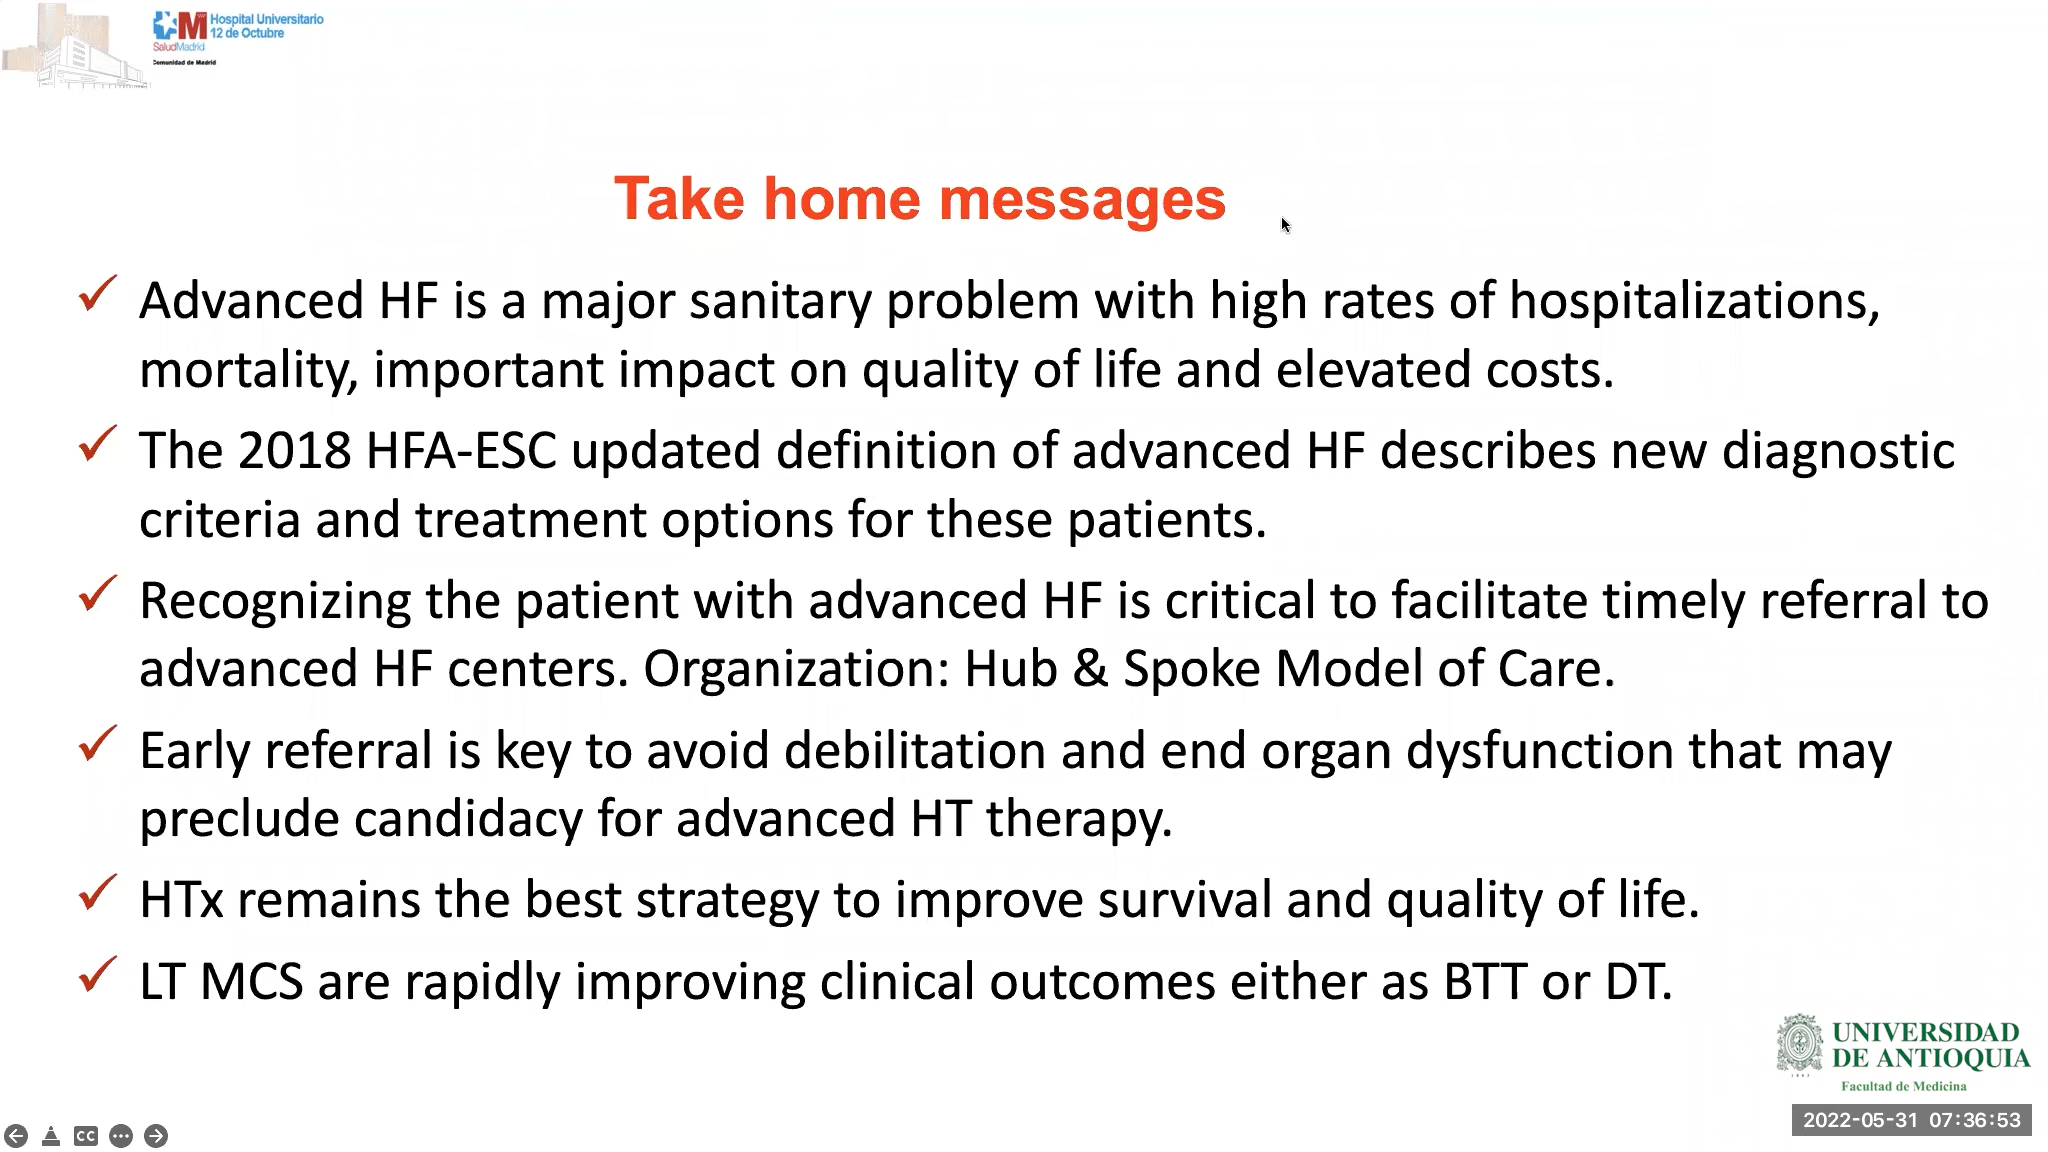 Hospital Universitario
12 de Octubre
SaludMadrid
Comunidad de Madrid
Take home messages
✓ Advanced HF is a major sanitary problem with high rates of hospitalizations,
mortality, important impact on quality of life and elevated costs.
✓ The 2018 HFA-ESC updated definition of advanced HF describes new diagnostic
criteria and treatment options for these patients.
✓ Recognizing the patient with advanced HF is critical to facilitate timely referral to
advanced HF centers. Organization: Hub & Spoke Model of Care.
✓ Early referral is key to avoid debilitation and end organ dysfunction that may
preclude candidacy for advanced HT therapy.
✓ HTx remains the best strategy to improve survival and quality of life.
✓ LT MCS are rapidly improving clinical outcomes either as BTT or DT.
UNIVERSIDAD
DE ANTIOQUIA
1803
Facultad de Medicina
2022-05-31 07:36:53
CC